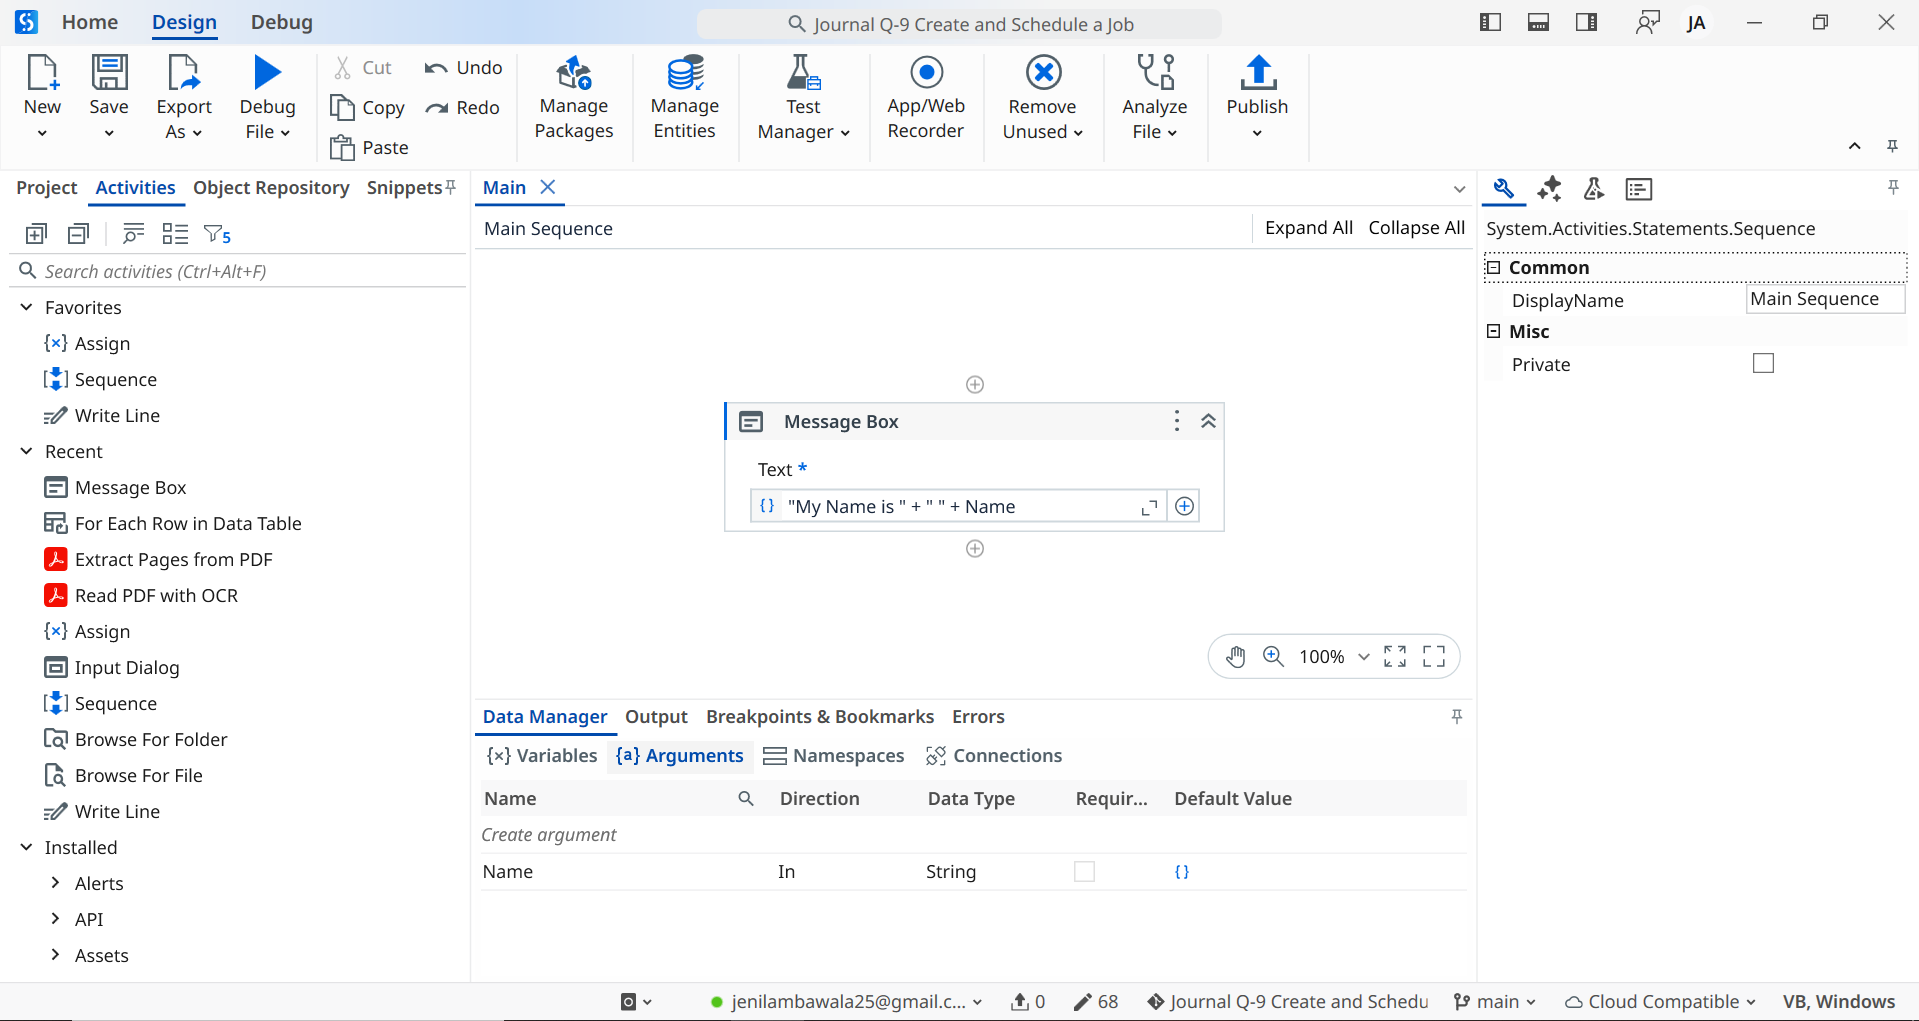 Home Design Debug
Journal Q-9 Create and Schedule a Job
JA
New
Save
Export As
Debug File
Cut
Copy
Paste
Undo
Redo
Manage Packages
Manage Entities
Test Manager
App/Web Recorder
Remove Unused
Analyze File
Publish
Project Activities Object Repository Snippets
5
Search activities (Ctrl+Alt+F)
Favorites
Assign
Sequence
Write Line
Recent
Message Box
For Each Row in Data Table
Extract Pages from PDF
Read PDF with OCR
Assign
Input Dialog
Sequence
Browse For Folder
Browse For File
Write Line
Installed
Alerts
API
Assets
Main
Main Sequence
Expand All Collapse All
Message Box
Text *
"My Name is " + " " + Name
100%
Data Manager Output Breakpoints & Bookmarks Errors
{x} Variables {a} Arguments Namespaces Connections
Name Direction Data Type Requir... Default Value
Create argument
Name In String {}
System.Activities.Statements.Sequence
Common
DisplayName Main Sequence
Misc
Private
jenilambawala25@gmail.c... 0 68 Journal Q-9 Create and Schedu main Cloud Compatible VB, Windows